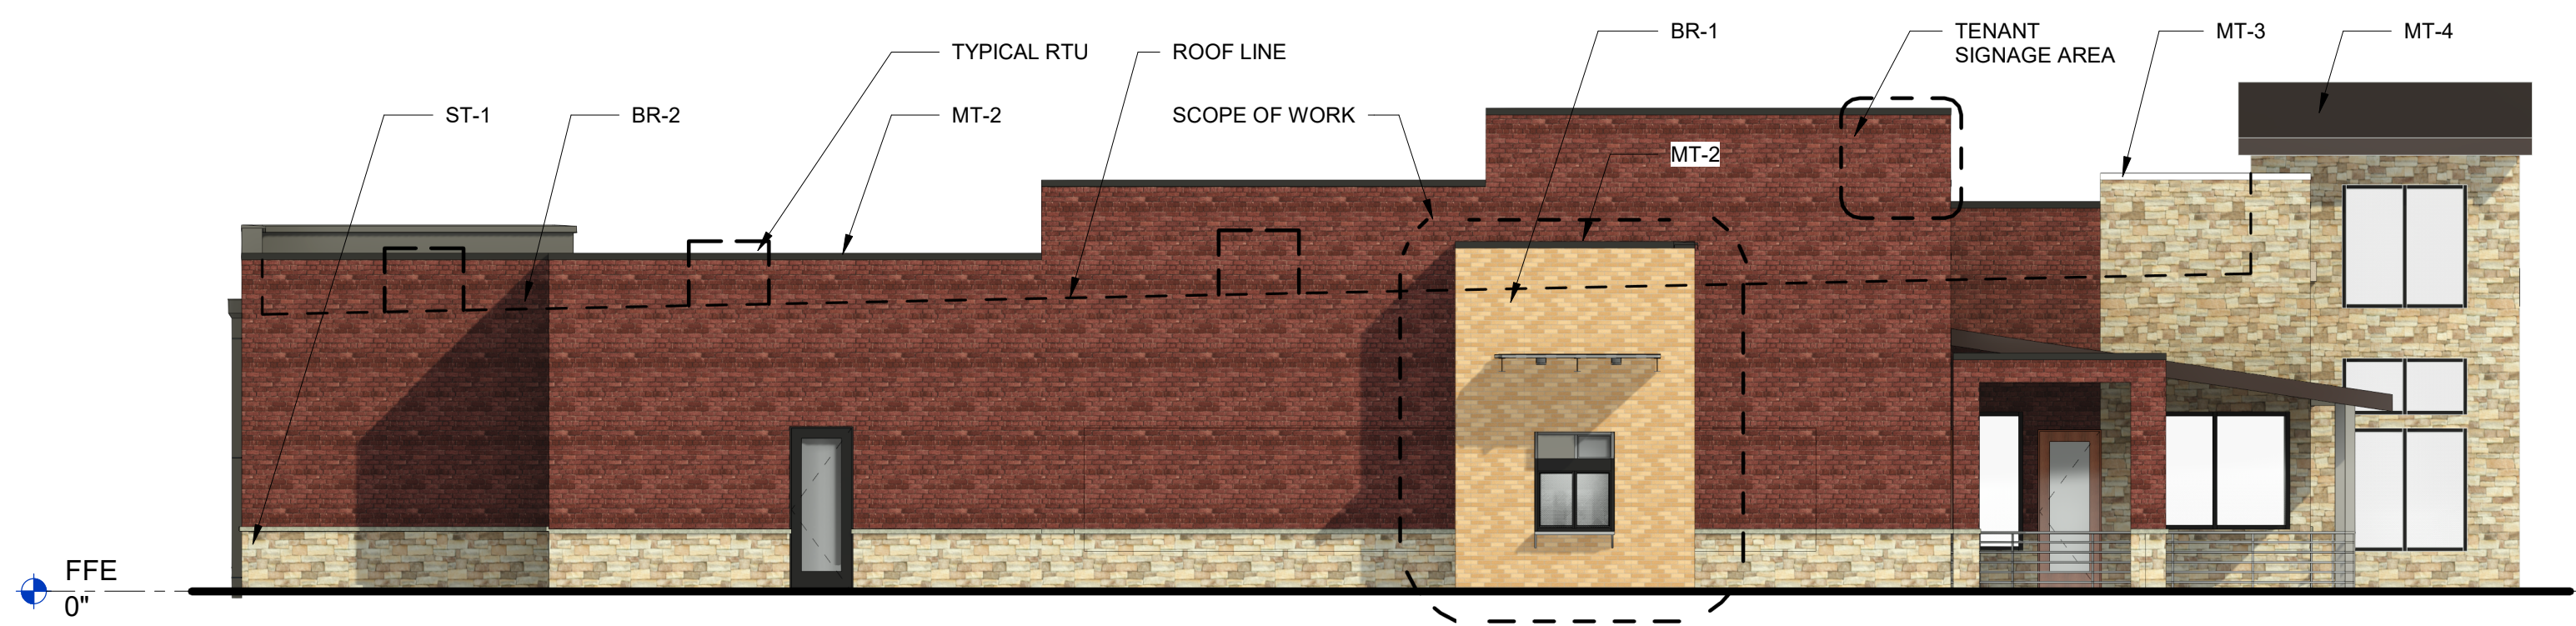 BR-1
TENANT
SIGNAGE AREA
MT-3
MT-4
TYPICAL RTU
ROOF LINE
ST-1
BR-2
MT-2
SCOPE OF WORK
MT-2
FFE
0"